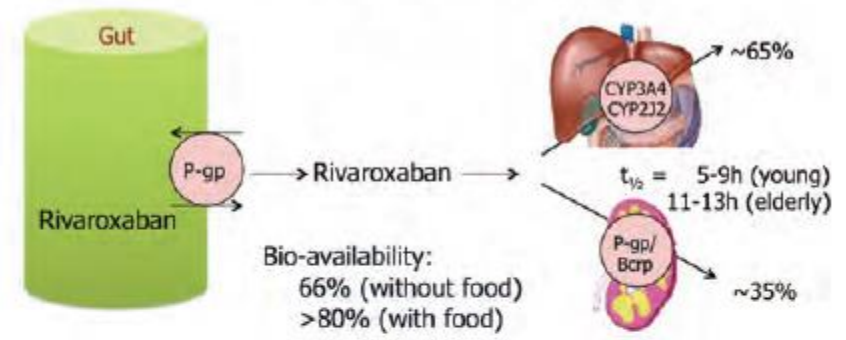 Gut
P-gp
Rivaroxaban
Rivaroxaban
Bio-availability:
66% (without food)
>80% (with food)
CYP3A4
CYP2J2
~65%
t½ = 5-9h (young)
11-13h (elderly)
P-gp/
Bcrp
~35%